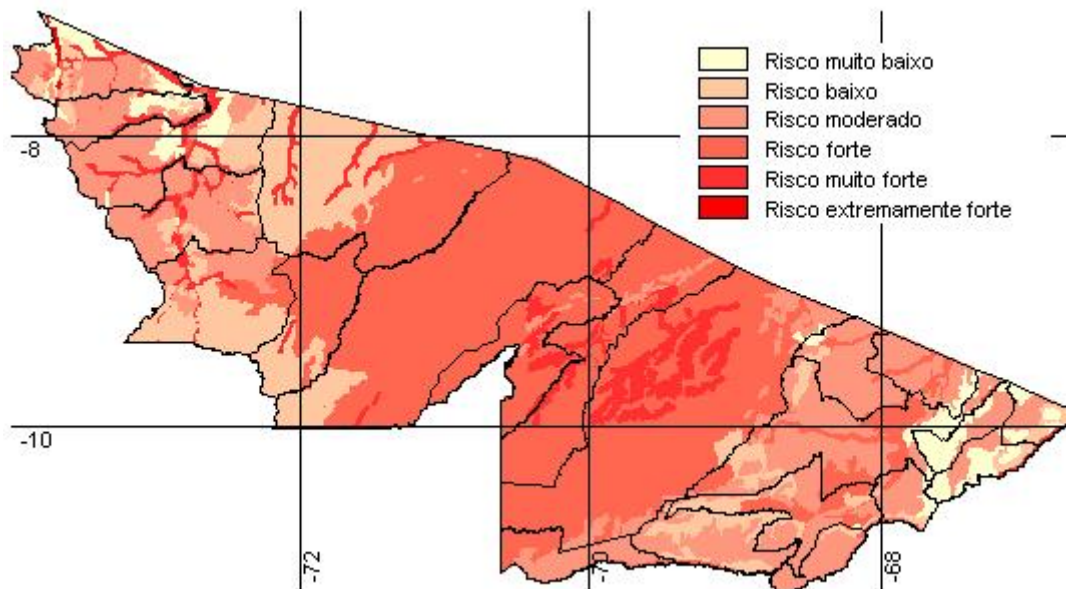 Risco muito baixo
Risco baixo
Risco moderado
Risco forte
Risco muito forte
Risco extremamente forte
-8
-10
-72
-70
-68